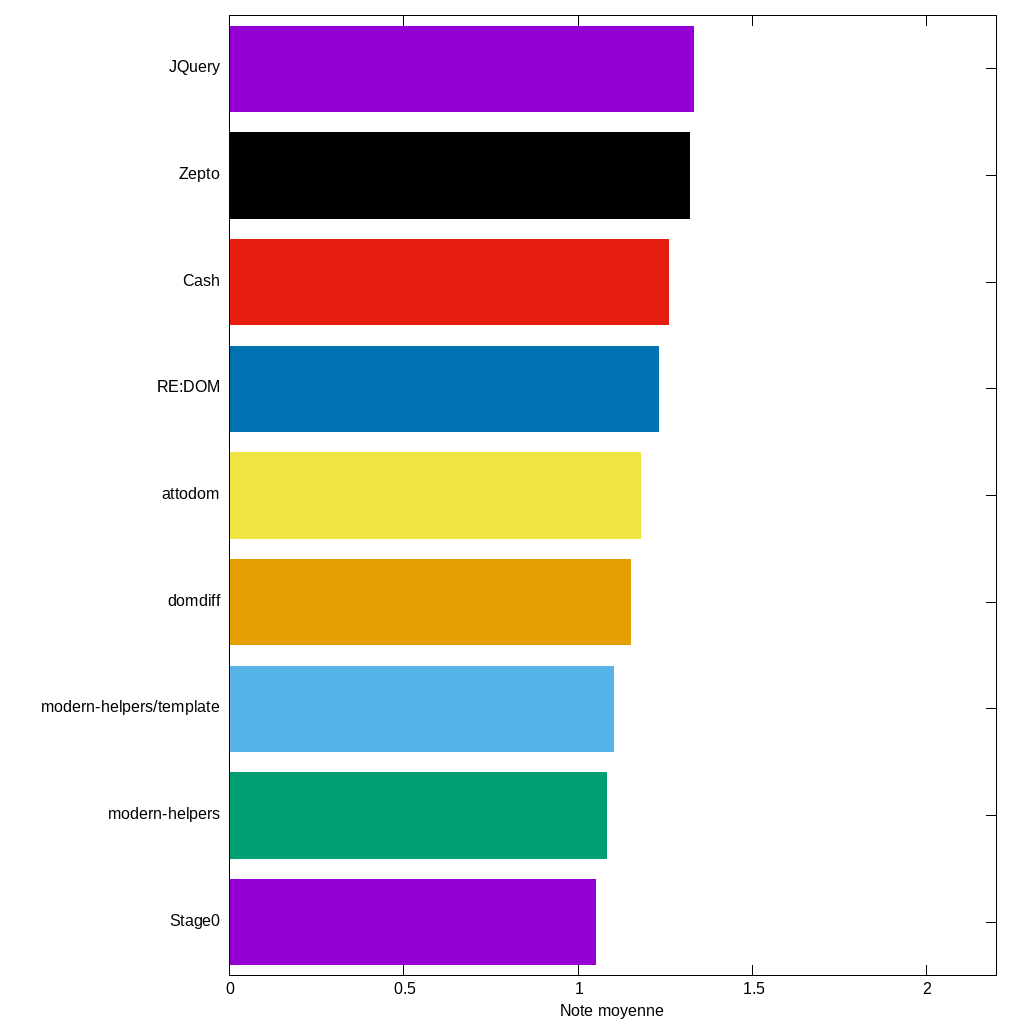 JQuery
Zepto
Cash
RE:DOM
attodom
domdiff
modern-helpers/template
modern-helpers
Stage0
0 0.5 1 1.5 2
Note moyenne